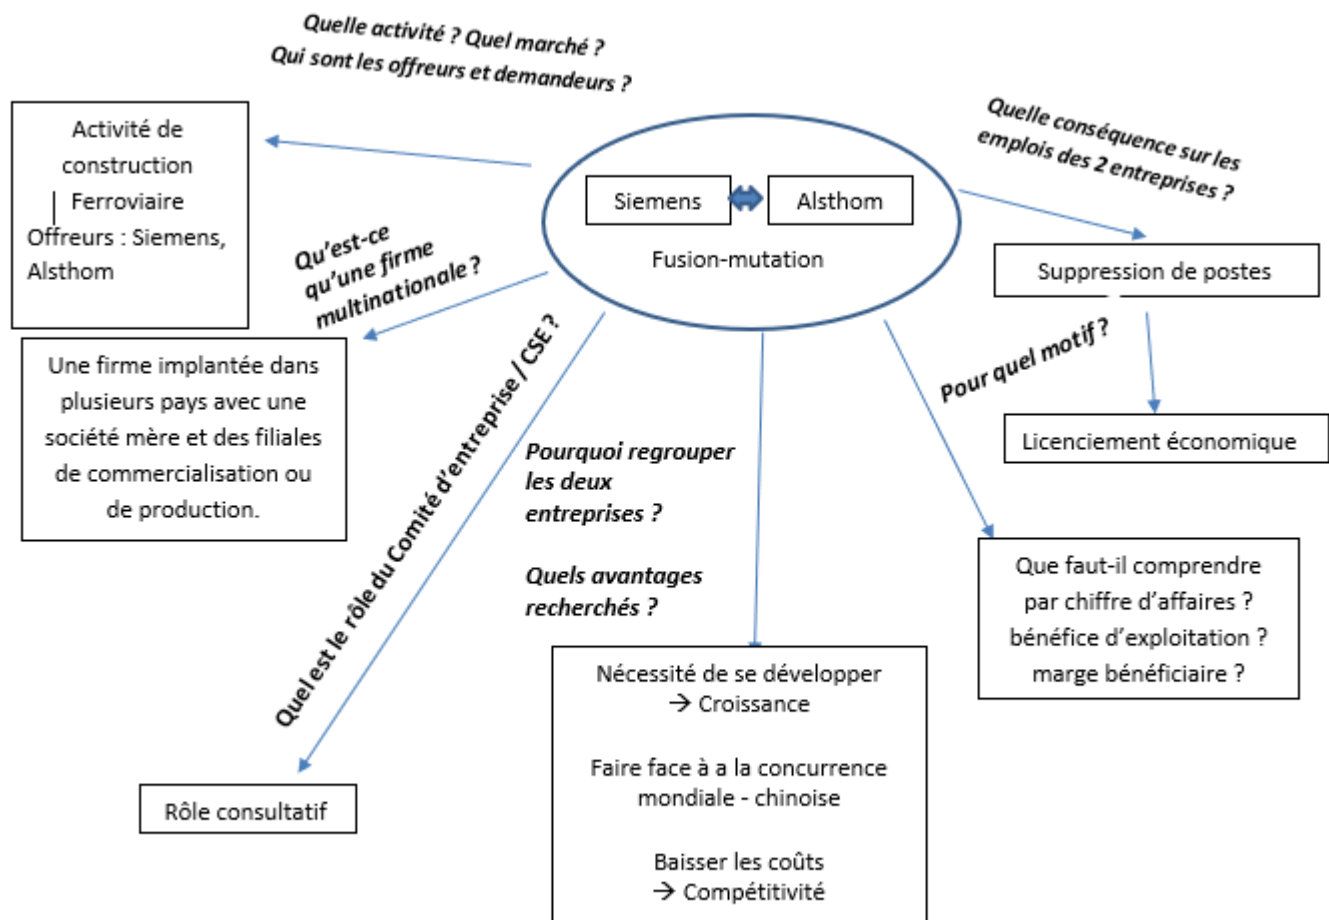 Quelle activité ? Quel marché ?
Qui sont les offreurs et demandeurs ?
Activité de
construction
Ferroviaire
Offreurs : Siemens,
Alsthom
Siemens
Alsthom
Fusion-mutation
Quelle conséquence sur les
emplois des 2 entreprises ?
Suppression de postes
Pour quel motif ?
Licenciement économique
Qu’est-ce
qu’une firme
multinationale ?
Une firme implantée dans
plusieurs pays avec une
société mère et des filiales
de commercialisation ou
de production.
Quel est le rôle du Comité d’entreprise / CSE ?
Rôle consultatif
Pourquoi regrouper
les deux
entreprises ?
Quels avantages
recherchés ?
Nécessité de se développer
→ Croissance
Faire face à a la concurrence
mondiale - chinoise
Baisser les coûts
→ Compétitivité
Que faut-il comprendre
par chiffre d’affaires ?
bénéfice d’exploitation ?
marge bénéficiaire ?